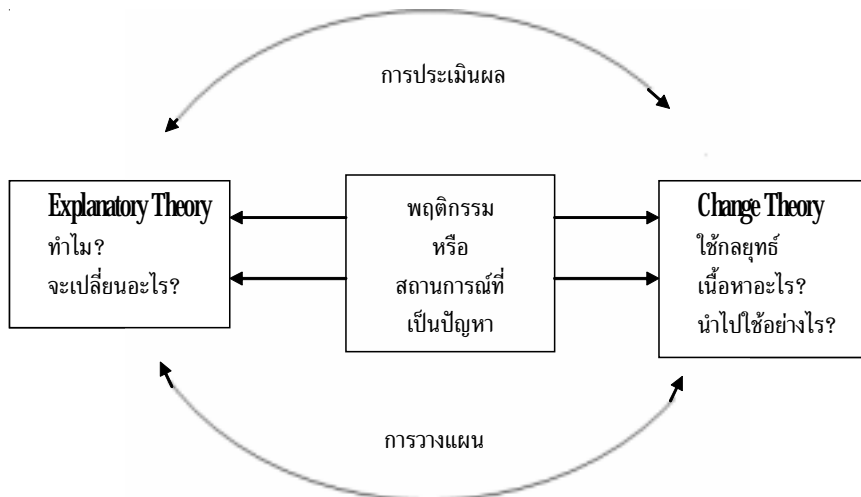 การประเมินผล
Explanatory Theory
ทำไม?
จะเปลี่ยนอะไร?
พฤติกรรม
หรือ
สถานการณ์ที่
เป็นปัญหา
Change Theory
ใช้กลยุทธ์
เนื้อหาอะไร?
นำไปใช้อย่างไร?
การวางแผน